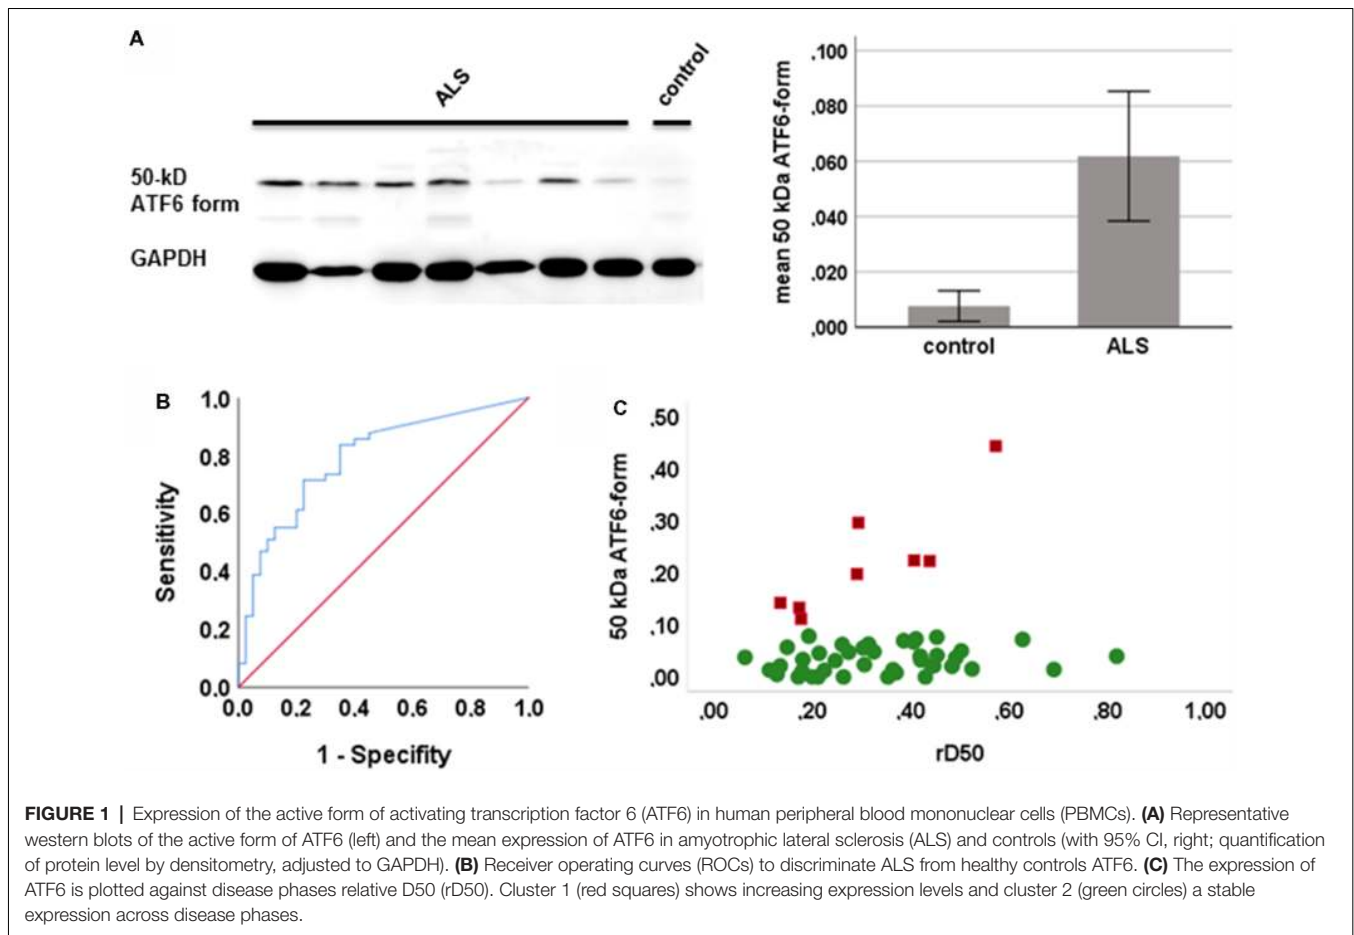 A
ALS
control
50-kD
ATF6 form
GAPDH
mean 50 kDa ATF6-form
.100
.080
.060
.040
.020
.000
control
ALS
B
Sensitivity
1.0
0.8
0.6
0.4
0.2
0.0
0.0 0.2 0.4 0.6 0.8 1.0
1 - Specifity
C
50 kDa ATF6-form
.50
.40
.30
.20
.10
.00
.00 .20 .40 .60 .80 1.00
rD50
FIGURE 1 | Expression of the active form of activating transcription factor 6 (ATF6) in human peripheral blood mononuclear cells (PBMCs). (A) Representative
western blots of the active form of ATF6 (left) and the mean expression of ATF6 in amyotrophic lateral sclerosis (ALS) and controls (with 95% CI, right; quantification
of protein level by densitometry, adjusted to GAPDH). (B) Receiver operating curves (ROCs) to discriminate ALS from healthy controls ATF6. (C) The expression of
ATF6 is plotted against disease phases relative D50 (rD50). Cluster 1 (red squares) shows increasing expression levels and cluster 2 (green circles) a stable
expression across disease phases.